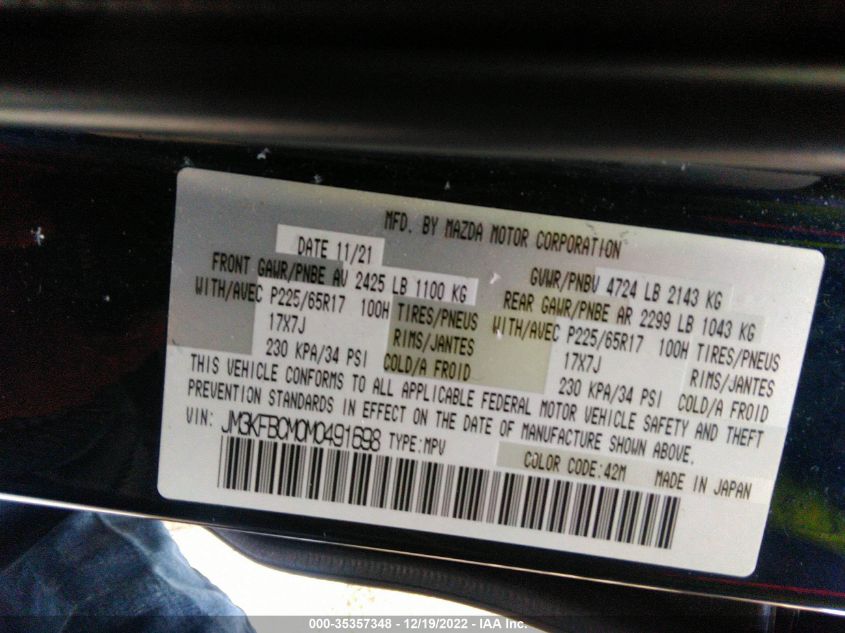 MFD. BY MAZDA MOTOR CORPORATION
DATE 11/21 GVWR/PNBV 4724 LB 2143 KG
FRONT GAWR/PNBE AV 2425 LB 1100 KG REAR GAWR/PNBE AR 2299 LB 1043 KG
WITH/AVEC P225/65R17 100H TIRES/PNEUS WITH/AVEC P225/65R17 100H TIRES/PNEUS
17X7J RIMS/JANTES 17X7J RIMS/JANTES
230 KPA/34 PSI COLD/A FROID 230 KPA/34 PSI COLD/A FROID
THIS VEHICLE CONFORMS TO ALL APPLICABLE FEDERAL MOTOR VEHICLE SAFETY AND THEFT
PREVENTION STANDARDS IN EFFECT ON THE DATE OF MANUFACTURE SHOWN ABOVE.
VIN: JM3KFBCM0M0491698 TYPE:MPV
COLOR CODE:42M MADE IN JAPAN
000-35357348 - 12/19/2022 - IAA Inc.